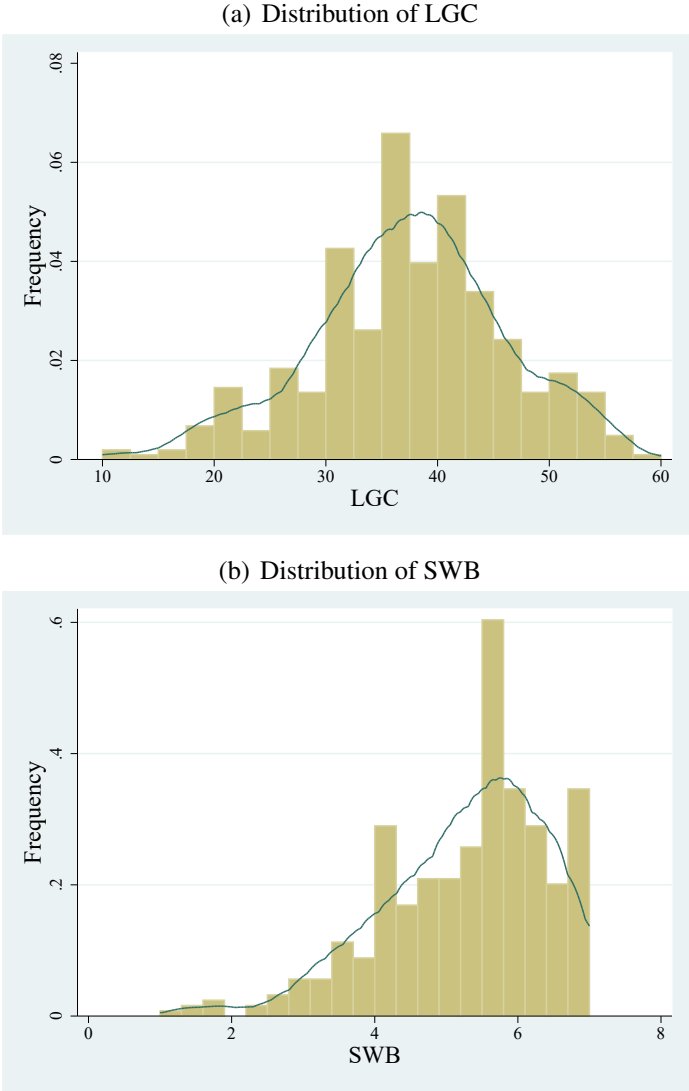 (a) Distribution of LGC
.08
.06
.04
.02
0
Frequency
10 20 30 40 50 60
LGC
(b) Distribution of SWB
.6
.4
.2
0
Frequency
0 2 4 6 8
SWB